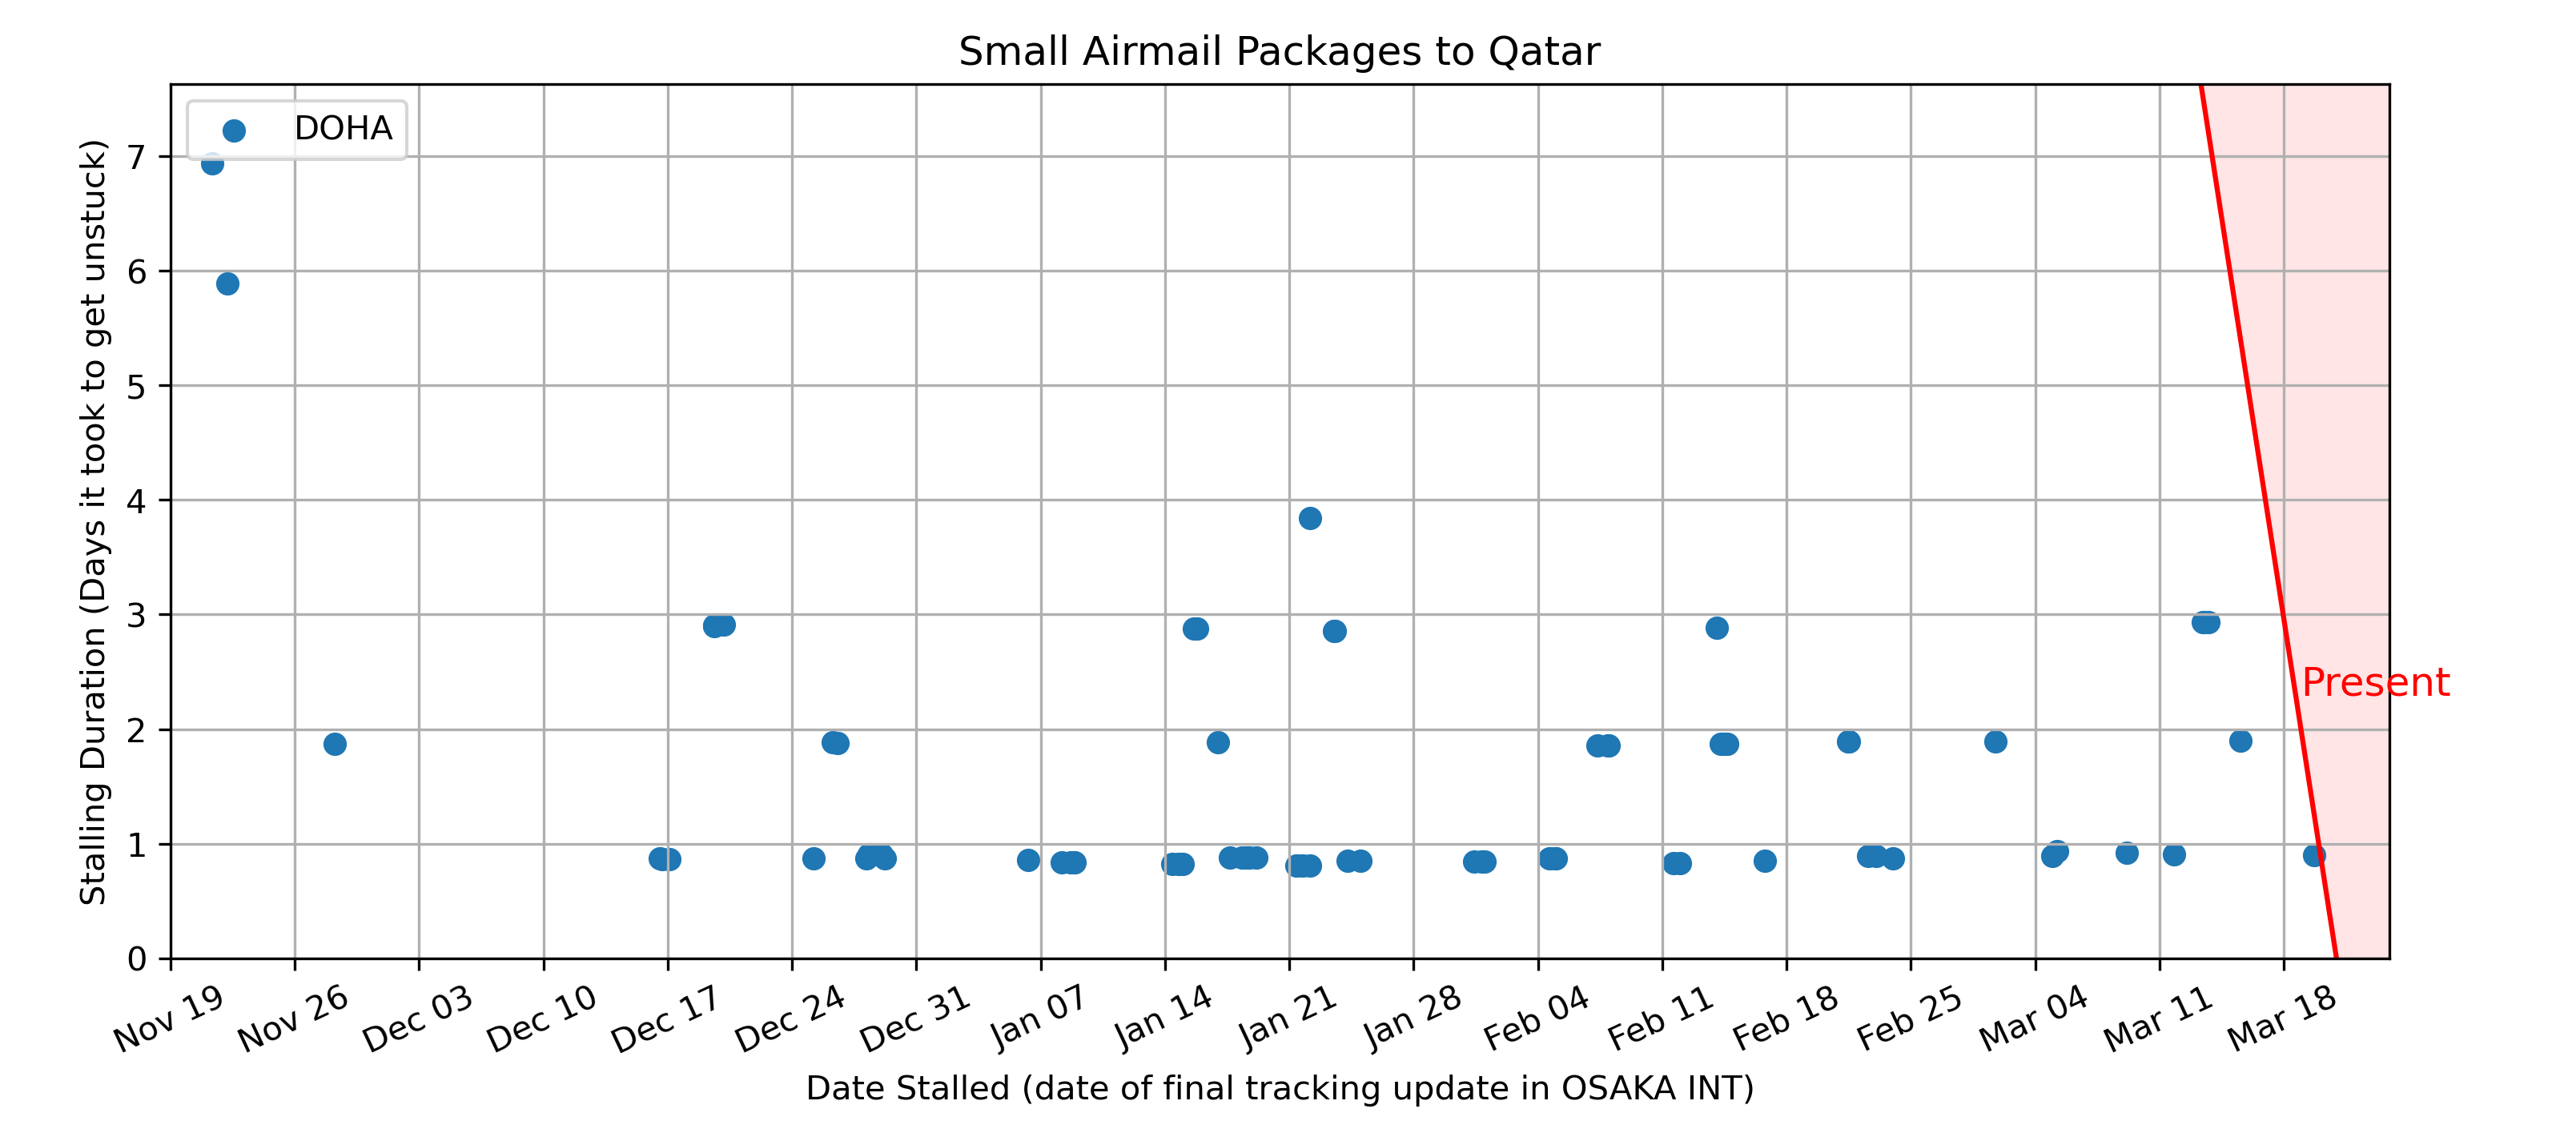 Small Airmail Packages to Qatar
DOHA
Stalling Duration (Days it took to get unstuck)
7
6
5
4
3
2
1
0
Present
Nov 19 Nov 26 Dec 03 Dec 10 Dec 17 Dec 24 Dec 31 Jan 07 Jan 14 Jan 21 Jan 28 Feb 04 Feb 11 Feb 18 Feb 25 Mar 04 Mar 11 Mar 18
Date Stalled (date of final tracking update in OSAKA INT)